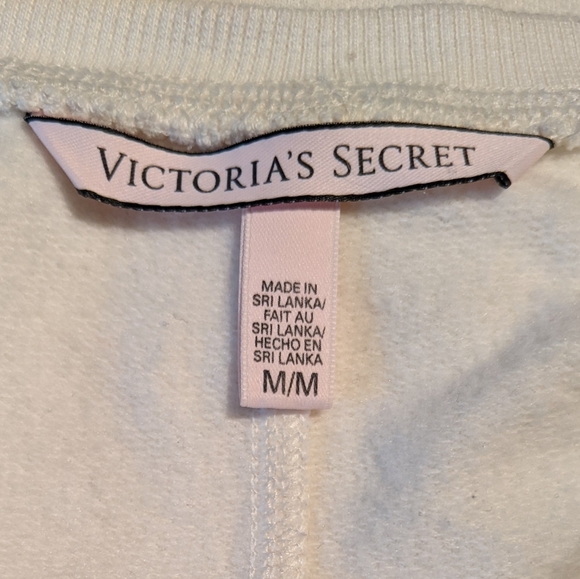 VICTORIA'S SECRET
MADE IN
SRI LANKA/
FAIT AU
SRI LANKA/
HECHO EN
SRI LANKA
M/M